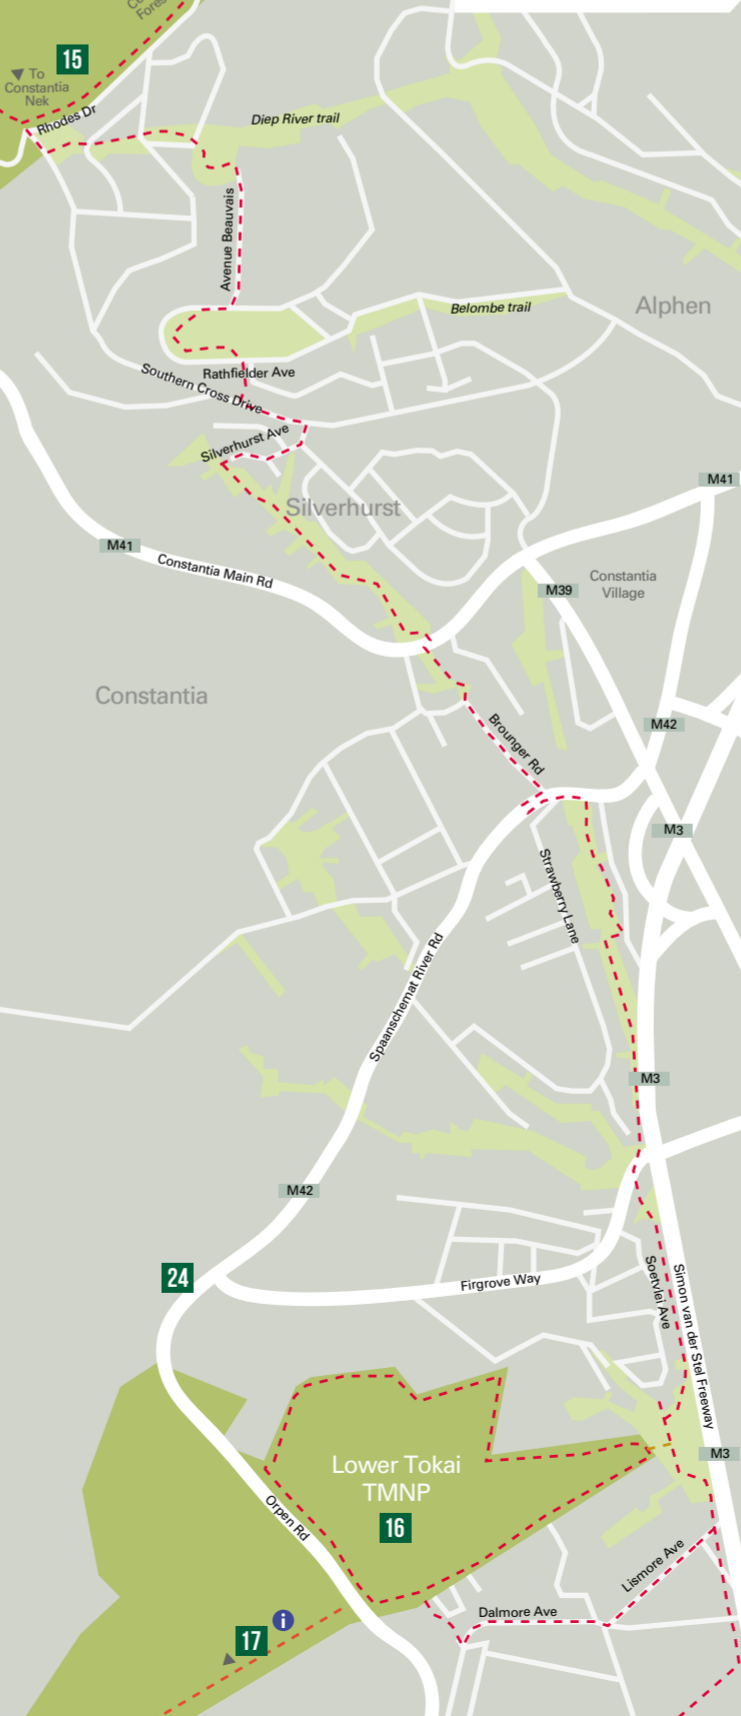 Co
Fores
15
To
Constantia
Nek
Rhodes Dr
Diep River trail
Avenue Beauvais
Belombe trail
Alphen
Rathfielder Ave
Southern Cross Drive
Silverhurst Ave
M41
Silverhurst
M41
Constantia Main Rd
M39
Constantia
Village
Constantia
M42
Brounger Rd
M3
Strawberry Lane
Spaanschemat River Rd
M3
M42
24
Firgrove Way
Soetvlei Ave
Simon van der Stel Freeway
M3
Lower Tokai
TMNP
16
Orpen Rd
Lismore Ave
Dalmore Ave
i
17